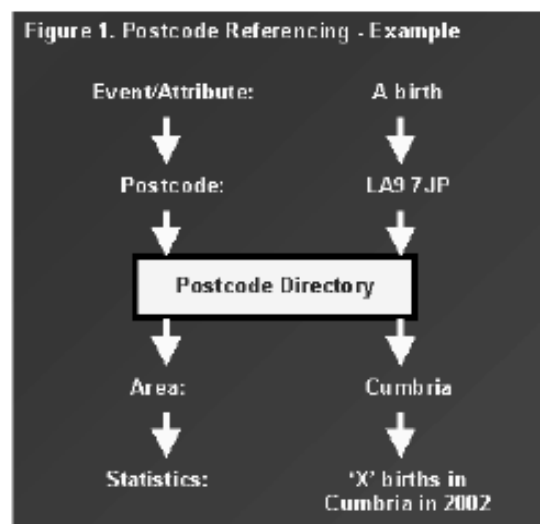 Figure 1. Postcode Referencing - Example
Event/Attribute: A birth
Postcode: LA9 7JP
Postcode Directory
Area: Cumbria
Statistics: 'X' births in
Cumbria in 2002